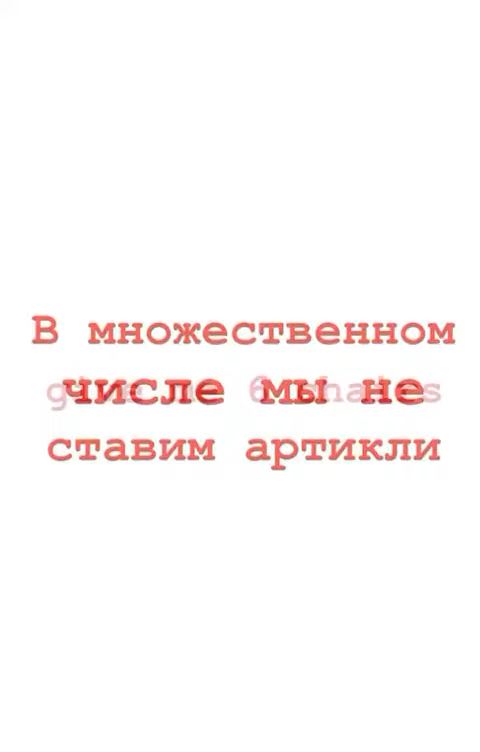 В множественном
числе мы не
ставим артикли